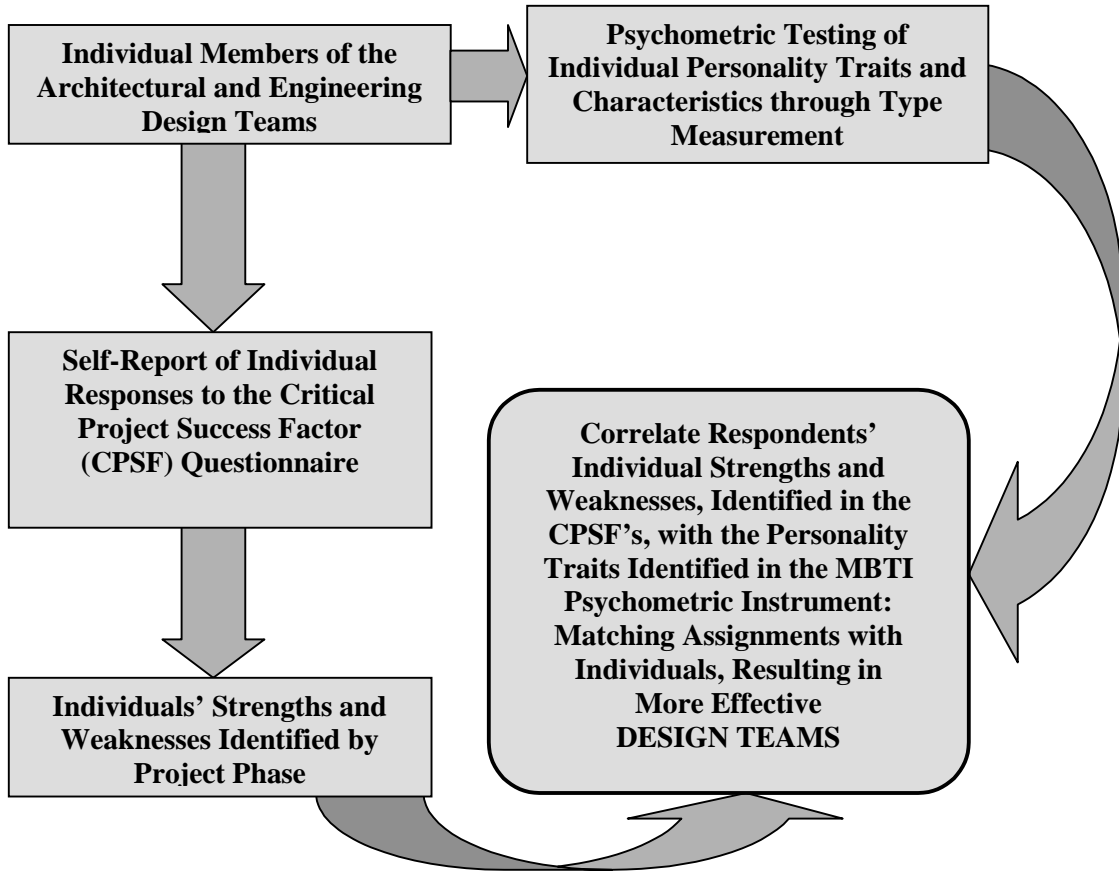 Individual Members of the
Architectural and Engineering
Design Teams
Psychometric Testing of
Individual Personality Traits and
Characteristics through Type
Measurement
Self-Report of Individual
Responses to the Critical
Project Success Factor
(CPSF) Questionnaire
Correlate Respondents’
Individual Strengths and
Weaknesses, Identified in the
CPSF’s, with the Personality
Traits Identified in the MBTI
Psychometric Instrument:
Matching Assignments with
Individuals, Resulting in
More Effective
DESIGN TEAMS
Individuals’ Strengths and
Weaknesses Identified by
Project Phase